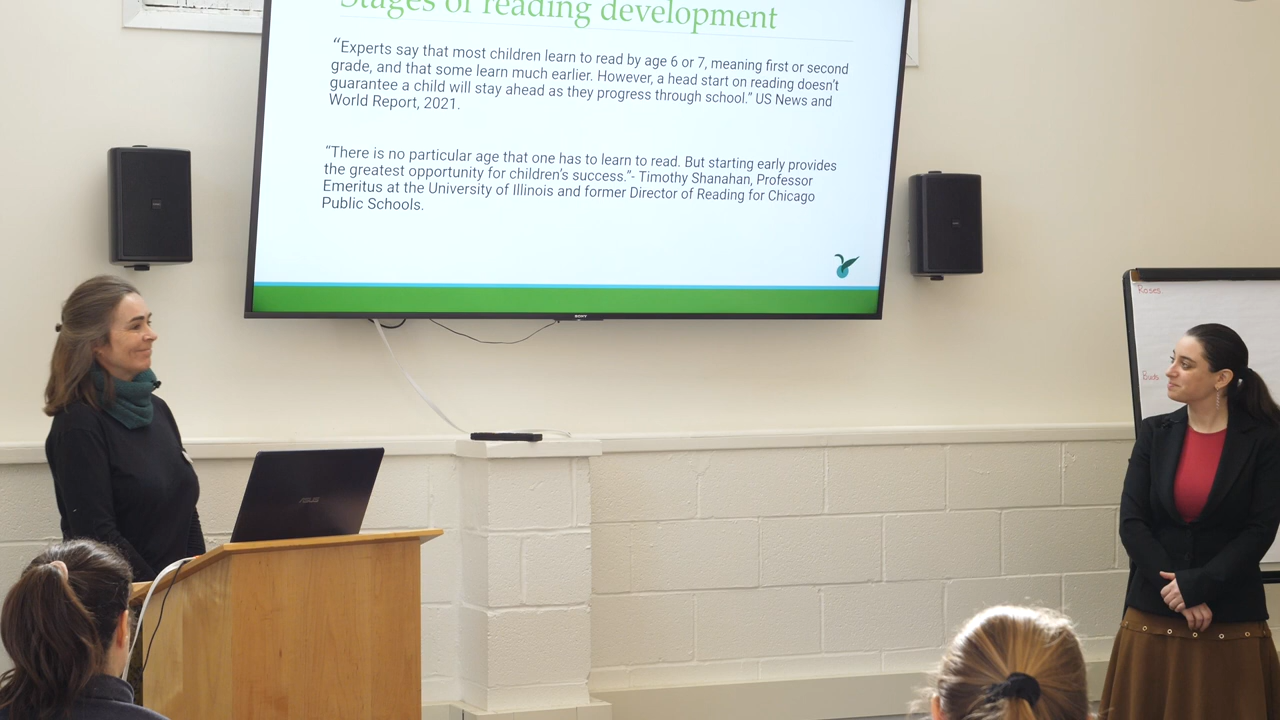 Stages of reading development
“Experts say that most children learn to read by age 6 or 7, meaning first or second
grade, and that some learn much earlier. However, a head start on reading doesn’t
guarantee a child will stay ahead as they progress through school.” US News and
World Report, 2021.
“There is no particular age that one has to learn to read. But starting early provides
the greatest opportunity for children’s success.”- Timothy Shanahan, Professor
Emeritus at the University of Illinois and former Director of Reading for Chicago
Public Schools.
SONY
ASUS
Roses
Buds